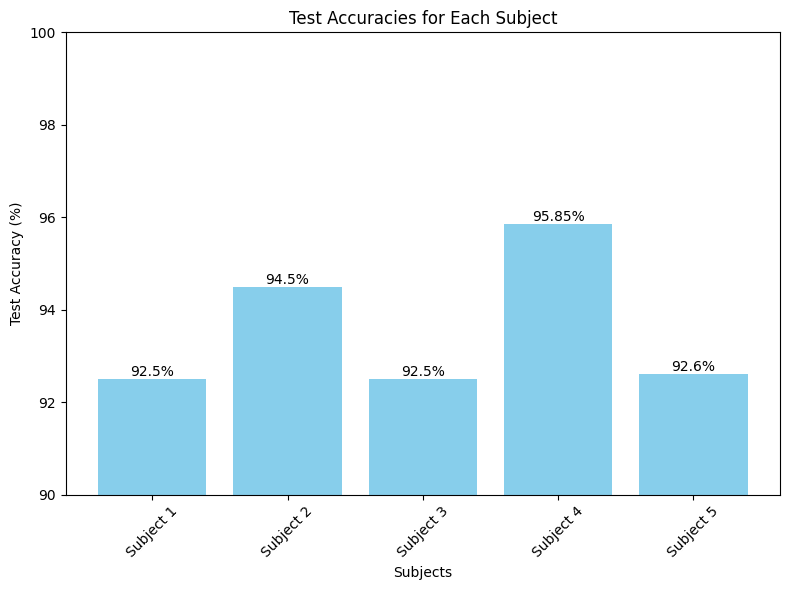 Test Accuracies for Each Subject
100
98
96
94
92
90
Test Accuracy (%)
92.5%
94.5%
92.5%
95.85%
92.6%
Subject 1
Subject 2
Subject 3
Subject 4
Subject 5
Subjects